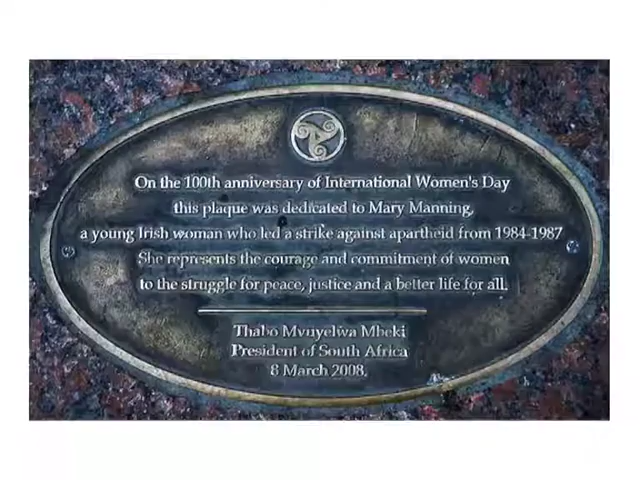 On the 100th anniversary of International Women's Day
this plaque was dedicated to Mary Manning,
a young Irish woman who led a strike against apartheid from 1984-1987
She represents the courage and commitment of women
to the struggle for peace, justice and a better life for all.
Thabo Mvuyelwa Mbeki
President of South Africa
8 March 2008.